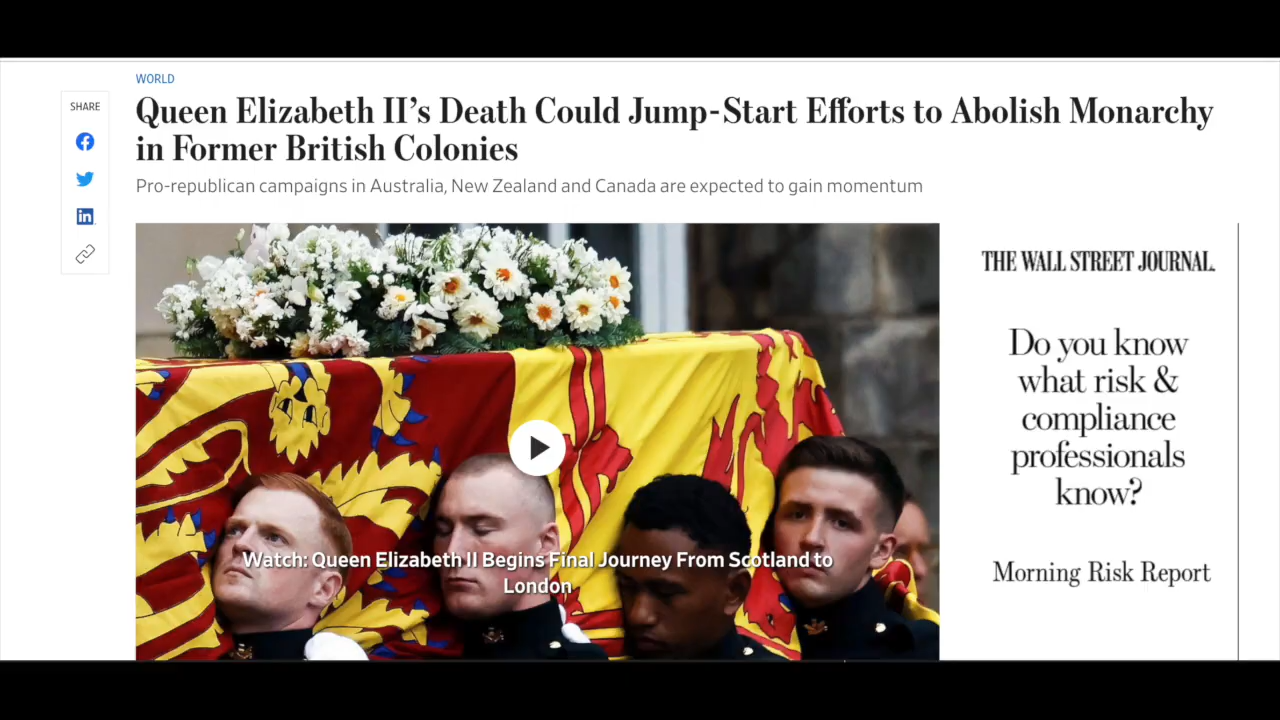 WORLD
SHARE
Queen Elizabeth II's Death Could Jump-Start Efforts to Abolish Monarchy
in Former British Colonies
Pro-republican campaigns in Australia, New Zealand and Canada are expected to gain momentum
in
Watch: Queen Elizabeth II Begins Final Journey From Scotland to
London
THE WALL STREET JOURNAL.
Do you know
what risk &
compliance
professionals
know?
Morning Risk Report